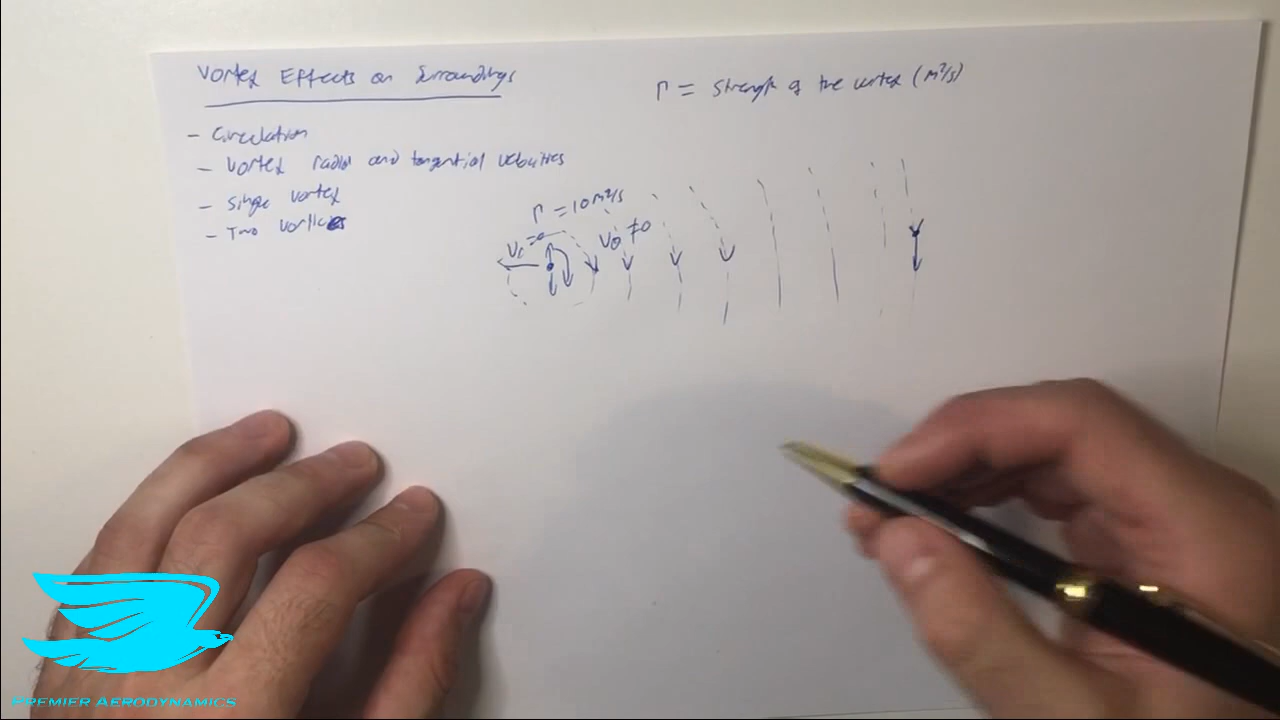 Vortex Effects on Surroundings
Γ = Strength of the vortex (m²/s)
- Circulation
- Vortex radial and tangential velocities
- Single vortex
- Two vortices
Γ = 10 m²/s
Vr = 0
Vθ ≠ 0
PREMIER AERODYNAMICS